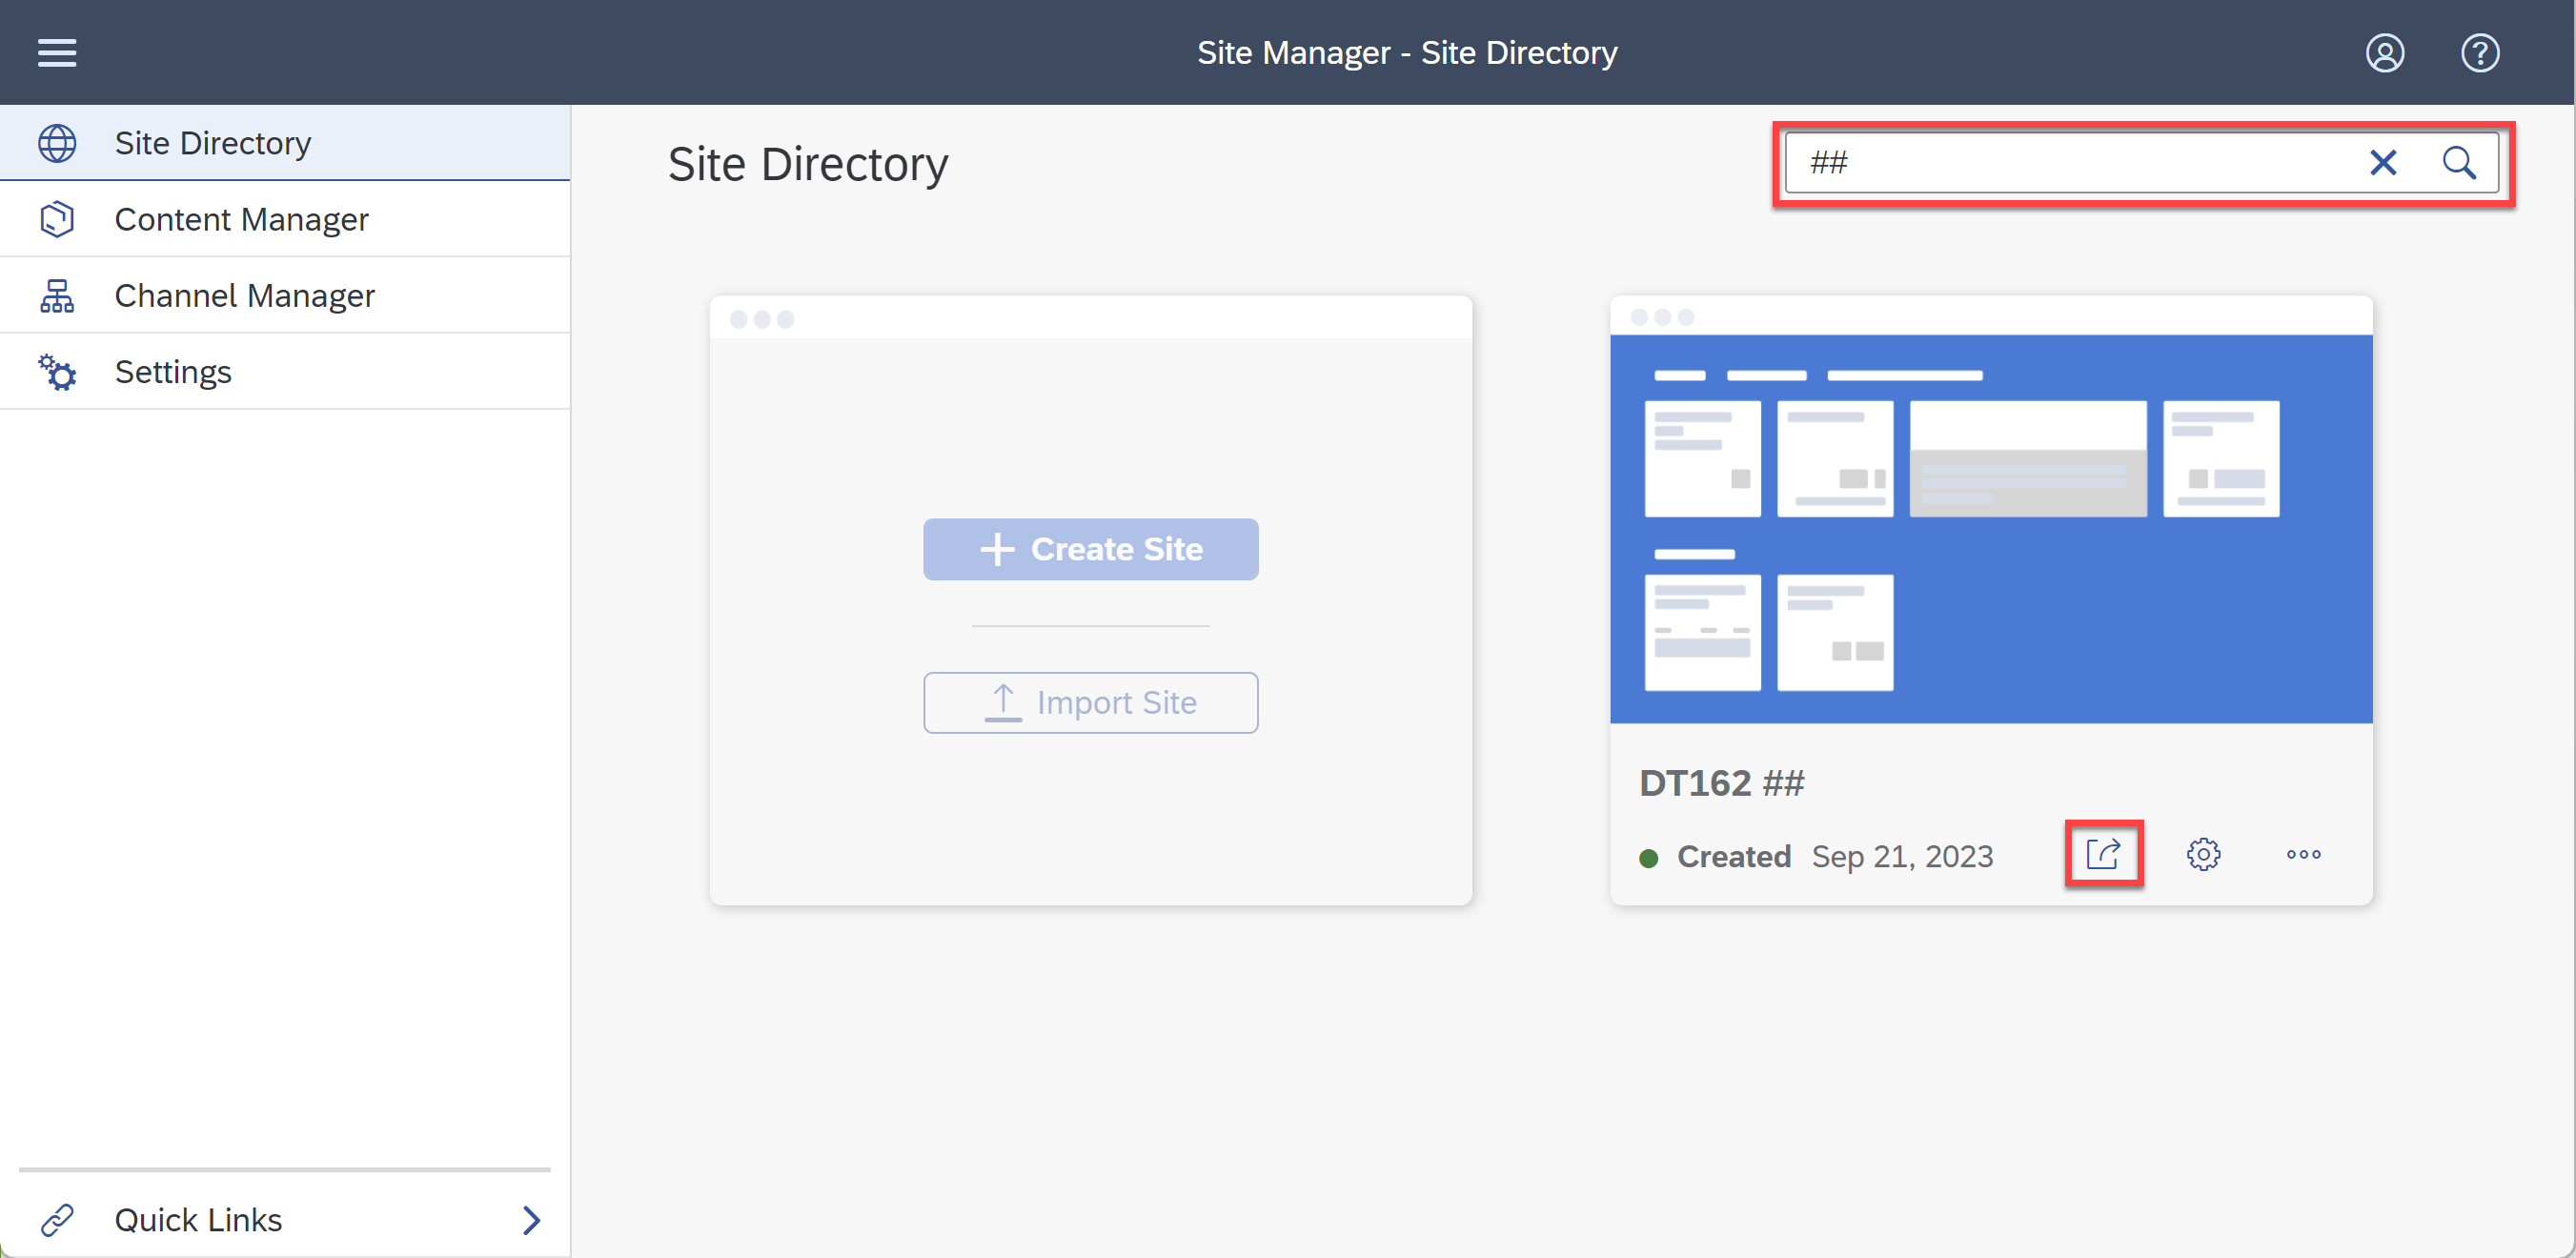 Site Manager - Site Directory
Site Directory
Content Manager
Channel Manager
Settings
Quick Links
Site Directory
##
Create Site
Import Site
DT162 ##
Created Sep 21, 2023